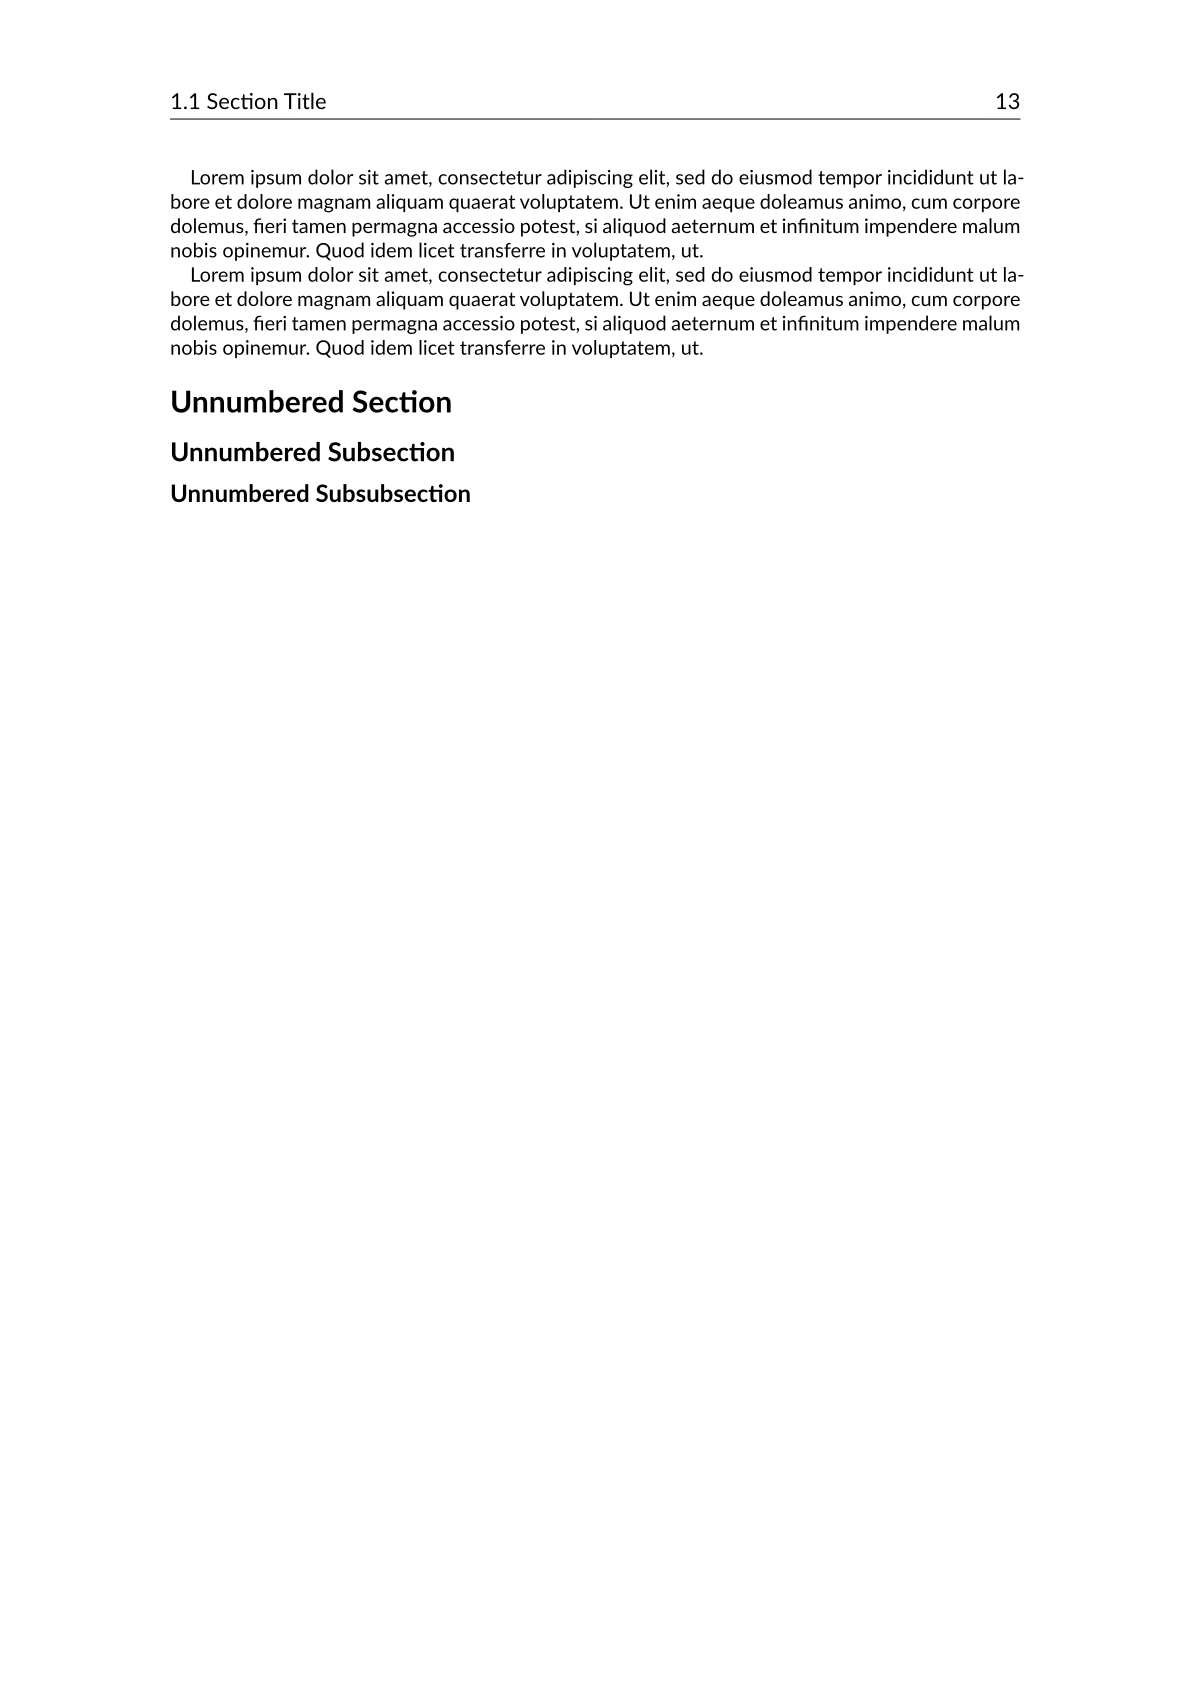 1.1 Section Title 13
Lorem ipsum dolor sit amet, consectetur adipiscing elit, sed do eiusmod tempor incididunt ut la-
bore et dolore magnam aliquam quaerat voluptatem. Ut enim aeque doleamus animo, cum corpore
dolemus, fieri tamen permagna accessio potest, si aliquod aeternum et infinitum impendere malum
nobis opinemur. Quod idem licet transferre in voluptatem, ut.
Lorem ipsum dolor sit amet, consectetur adipiscing elit, sed do eiusmod tempor incididunt ut la-
bore et dolore magnam aliquam quaerat voluptatem. Ut enim aeque doleamus animo, cum corpore
dolemus, fieri tamen permagna accessio potest, si aliquod aeternum et infinitum impendere malum
nobis opinemur. Quod idem licet transferre in voluptatem, ut.
Unnumbered Section
Unnumbered Subsection
Unnumbered Subsubsection